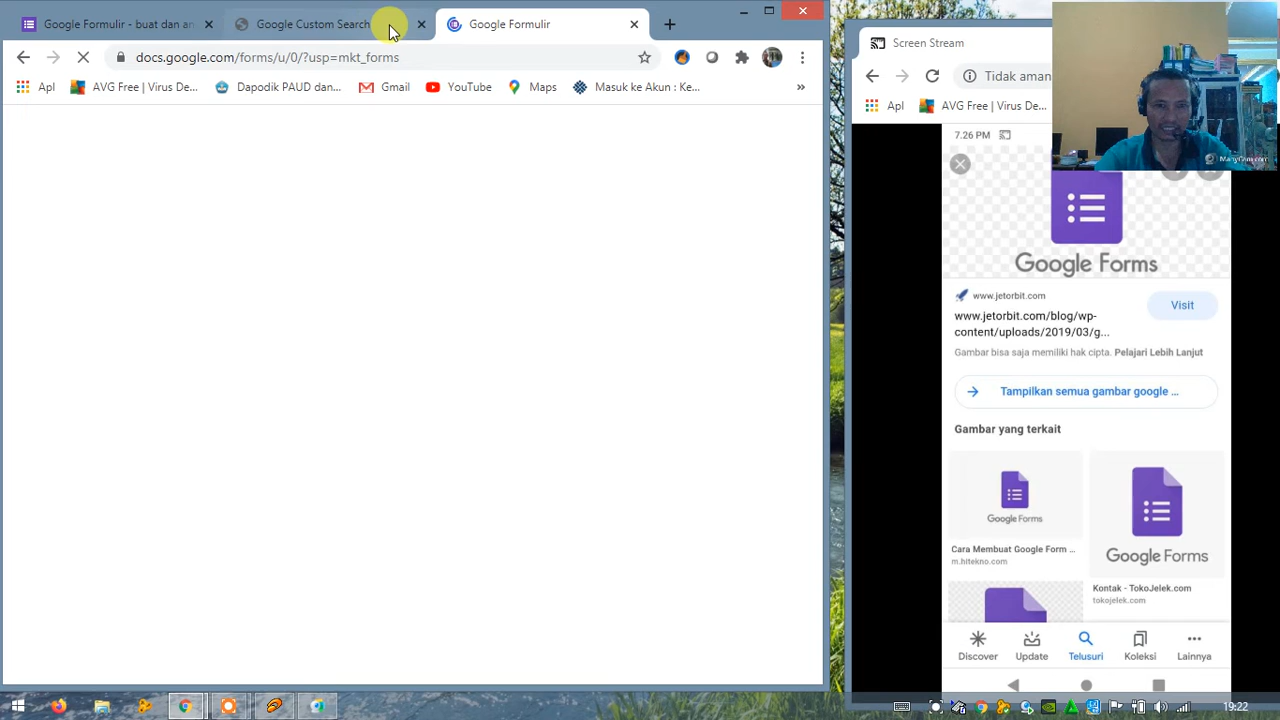 Google Formulir - buat dan an
Google Custom Search
Google Formulir
docs.google.com/forms/u/0/?usp=mkt_forms
Apl
AVG Free | Virus De...
Dapodik PAUD dan...
Gmail
YouTube
Maps
Masuk ke Akun : Ke...
»
Screen Stream
Tidak aman
Apl
AVG Free | Virus De...
ManyCam.com
7.26 PM
Google Forms
www.jetorbit.com
www.jetorbit.com/blog/wp-
content/uploads/2019/03/g...
Visit
Gambar bisa saja memiliki hak cipta. Pelajari Lebih Lanjut
Tampilkan semua gambar google ...
Gambar yang terkait
Google Forms
Cara Membuat Google Form ...
m.hitekno.com
Google Forms
Kontak - TokoJelek.com
tokojelek.com
Discover
Update
Telusuri
Koleksi
Lainnya
19:22